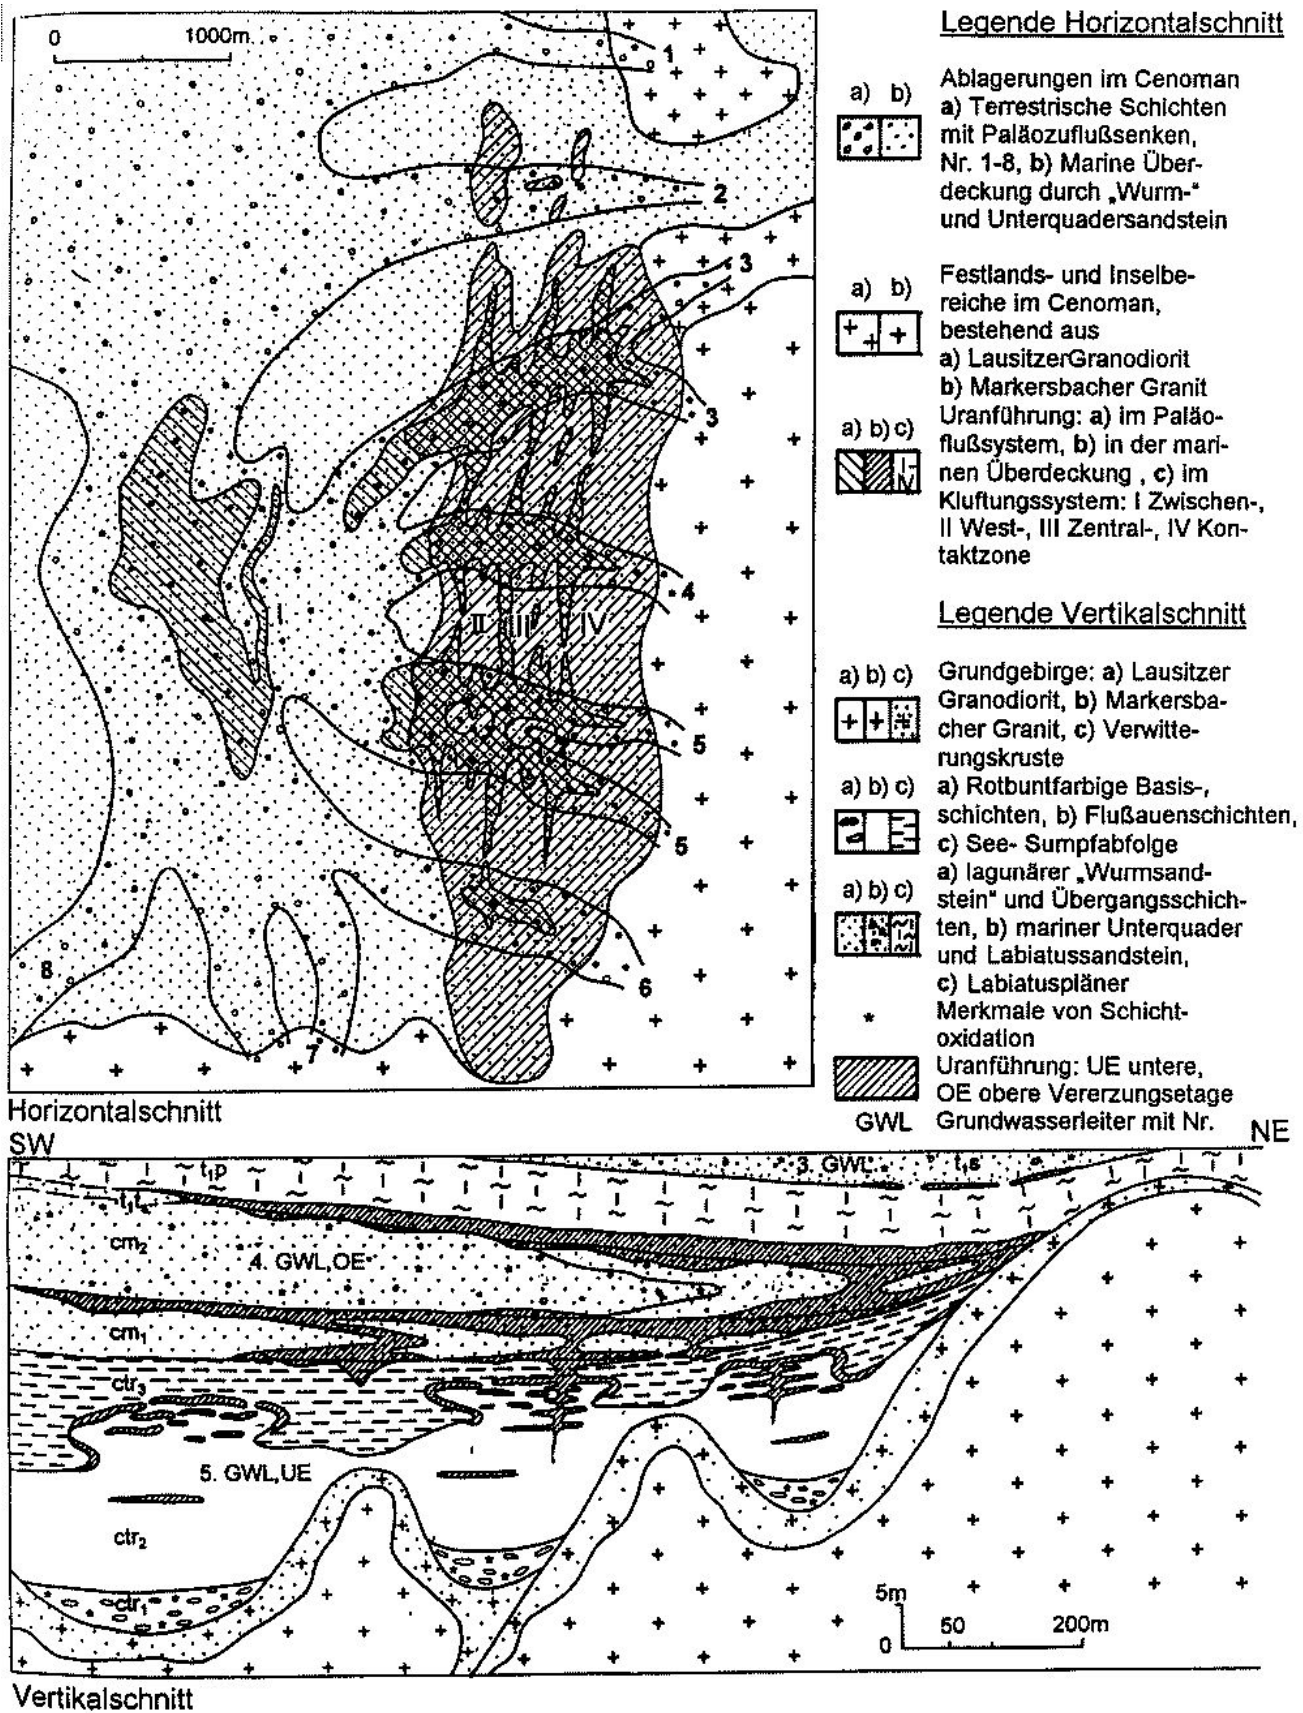 0 1000m
1
2
3
3
4
5
5
6
7
8
I
II
III
IV
Horizontalschnitt
Legende Horizontalschnitt
a) b)
Ablagerungen im Cenoman
a) Terrestrische Schichten
mit Paläozuflußsenken,
Nr. 1-8, b) Marine Über-
deckung durch „Wurm-“
und Unterquadersandstein
a) b)
Festlands- und Inselbe-
reiche im Cenoman,
bestehend aus
a) LausitzerGranodiorit
b) Markersbacher Granit
a) b) c)
I-
IV
Uranführung: a) im Paläo-
flußsystem, b) in der mari-
nen Überdeckung , c) im
Kluftungssystem: I Zwischen-,
II West-, III Zentral-, IV Kon-
taktzone
Legende Vertikalschnitt
a) b) c)
Grundgebirge: a) Lausitzer
Granodiorit, b) Markersba-
cher Granit, c) Verwitte-
rungskruste
a) b) c)
a) Rotbuntfarbige Basis-,
schichten, b) Flußauenschichten,
c) See- Sumpfabfolge
a) b) c)
a) lagunärer „Wurmsand-
stein“ und Übergangsschich-
ten, b) mariner Unterquader
und Labiatussandstein,
c) Labiatuspläner
* Merkmale von Schicht-
oxidation
Uranführung: UE untere,
OE obere Vererzungsetage
GWL Grundwasserleiter mit Nr.
SW NE
t₁p
3. GWL t₁s
cm₂
4. GWL,OE
cm₁
ctr₃
5. GWL,UE
ctr₂
ctr₁
5m
0 50 200m
Vertikalschnitt